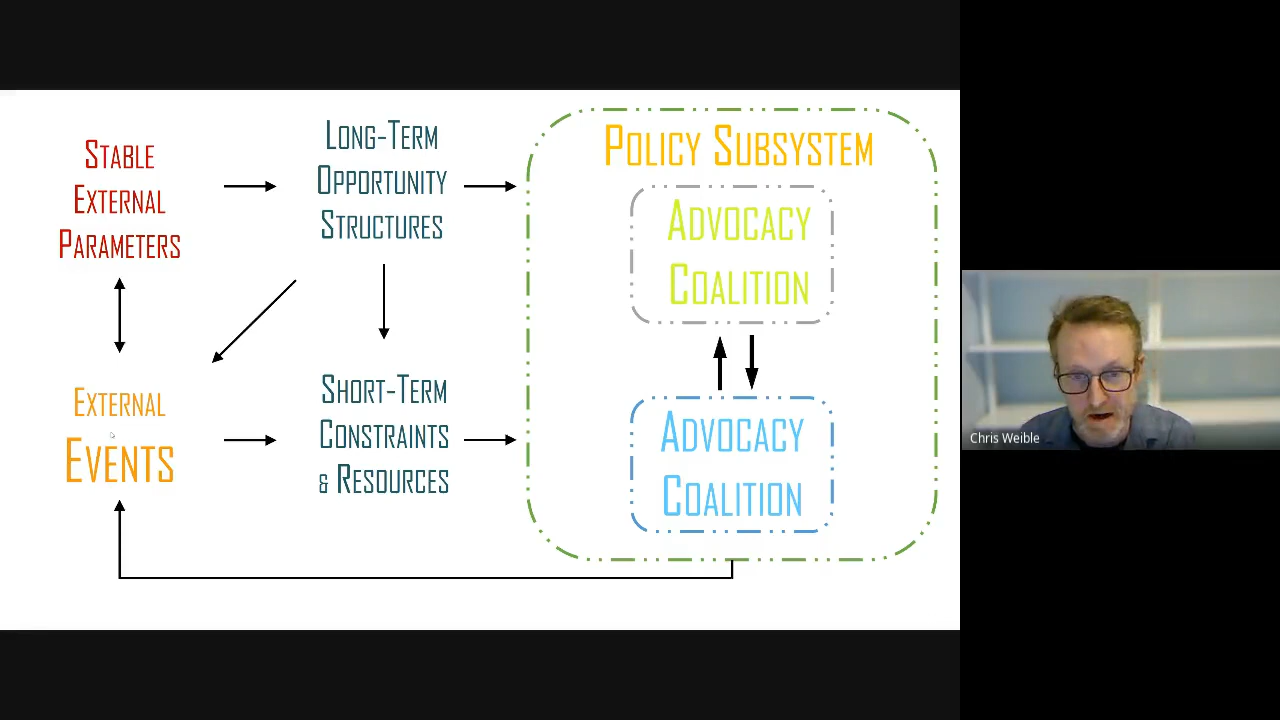 STABLE
EXTERNAL
PARAMETERS
LONG-TERM
OPPORTUNITY
STRUCTURES
POLICY SUBSYSTEM
ADVOCACY
COALITION
EXTERNAL
EVENTS
SHORT-TERM
CONSTRAINTS
& RESOURCES
ADVOCACY
COALITION
Chris Weible